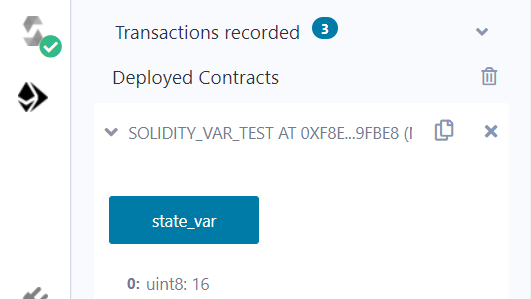 Transactions recorded 3
Deployed Contracts
SOLIDITY_VAR_TEST AT 0XF8E...9FBE8 (
state_var
0: uint8: 16